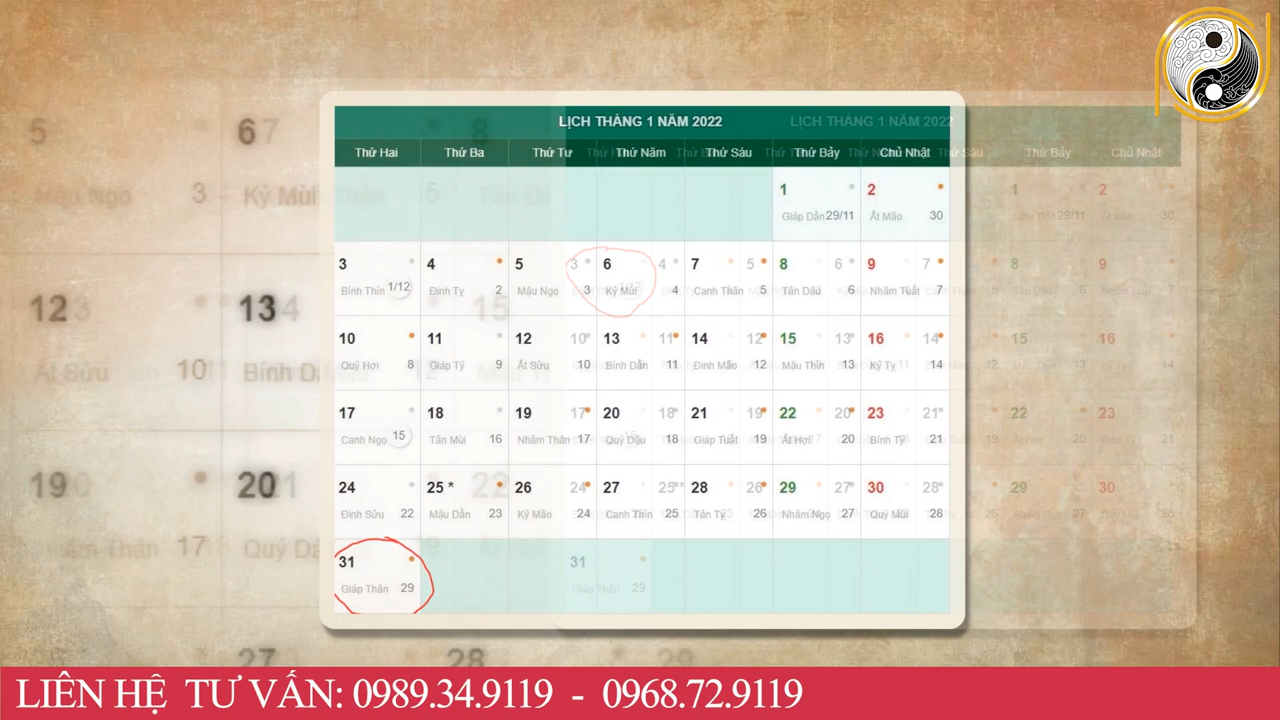 LỊCH THÁNG 1 NĂM 2022
Thứ Hai Thứ Ba Thứ Tư Thứ Năm Thứ Sáu Thứ Bảy Chủ Nhật
1 2
Giáp Dần 29/11 Ất Mão 30
3 4 5 6 7 8 9
Bính Thìn 1/12 Đinh Tỵ 2 Mậu Ngọ 3 Kỷ Mùi 4 Canh Thân 5 Tân Dậu 6 Nhâm Tuất 7
10 11 12 13 14 15 16
Quý Hợi 8 Giáp Tý 9 Ất Sửu 10 Bính Dần 11 Đinh Mão 12 Mậu Thìn 13 Kỷ Tỵ 14
17 18 19 20 21 22 23
Canh Ngọ 15 Tân Mùi 16 Nhâm Thân 17 Quý Dậu 18 Giáp Tuất 19 Ất Hợi 20 Bính Tý 21
24 25 * 26 27 28 29 30
Đinh Sửu 22 Mậu Dần 23 Kỷ Mão 24 Canh Thìn 25 Tân Tỵ 26 Nhâm Ngọ 27 Quý Mùi 28
31
Giáp Thân 29
LIÊN HỆ TƯ VẤN: 0989.34.9119 - 0968.72.9119